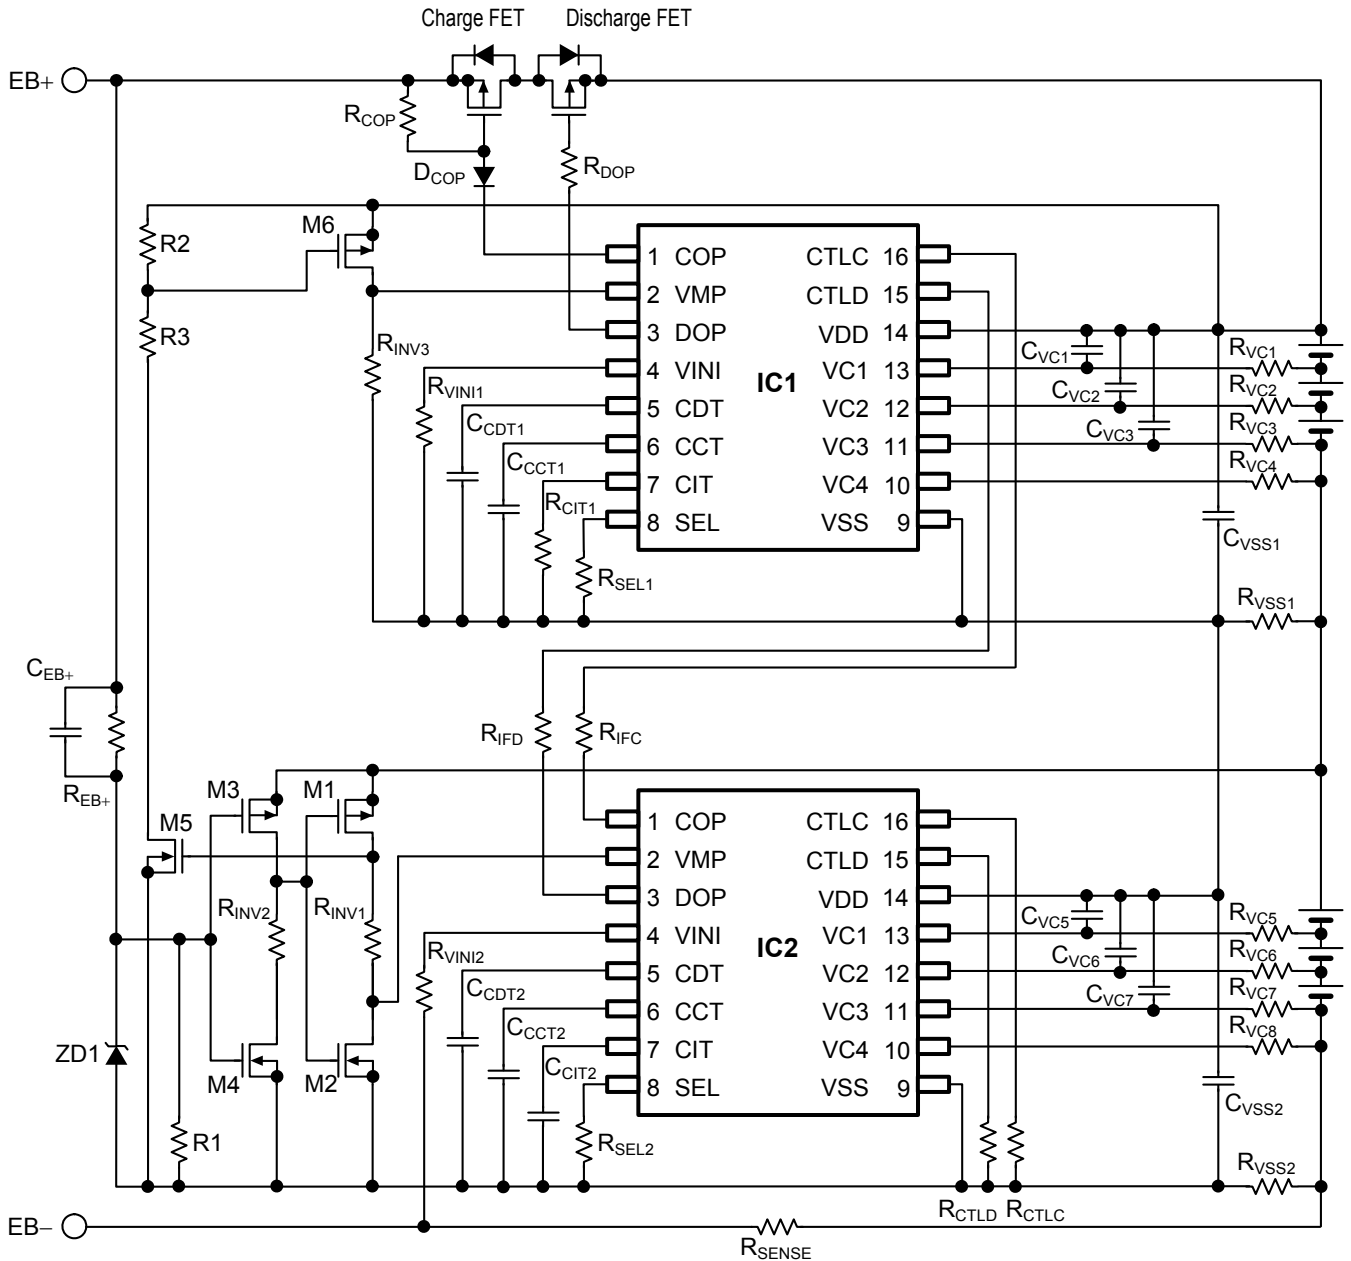 Charge FET Discharge FET
EB+
RCOP
DCOP
RDOP
M6
R2
R3
RINV3
RVINI1
CCDT1
CCCT1
RCIT1
RSEL1
IC1
1 COP CTLC 16
2 VMP CTLD 15
3 DOP VDD 14
4 VINI VC1 13
5 CDT VC2 12
6 CCT VC3 11
7 CIT VC4 10
8 SEL VSS 9
CVC1
CVC2
CVC3
RVC1
RVC2
RVC3
RVC4
CVSS1
RVSS1
CEB+
REB+
RIFD
RIFC
M3
M1
M5
RINV2
RINV1
RVINI2
CCDT2
CCCT2
CCIT2
RSEL2
IC2
1 COP CTLC 16
2 VMP CTLD 15
3 DOP VDD 14
4 VINI VC1 13
5 CDT VC2 12
6 CCT VC3 11
7 CIT VC4 10
8 SEL VSS 9
CVC5
CVC6
CVC7
RVC5
RVC6
RVC7
RVC8
CVSS2
RVSS2
ZD1
M4
M2
R1
RCTLD RCTLC
EB−
RSENSE